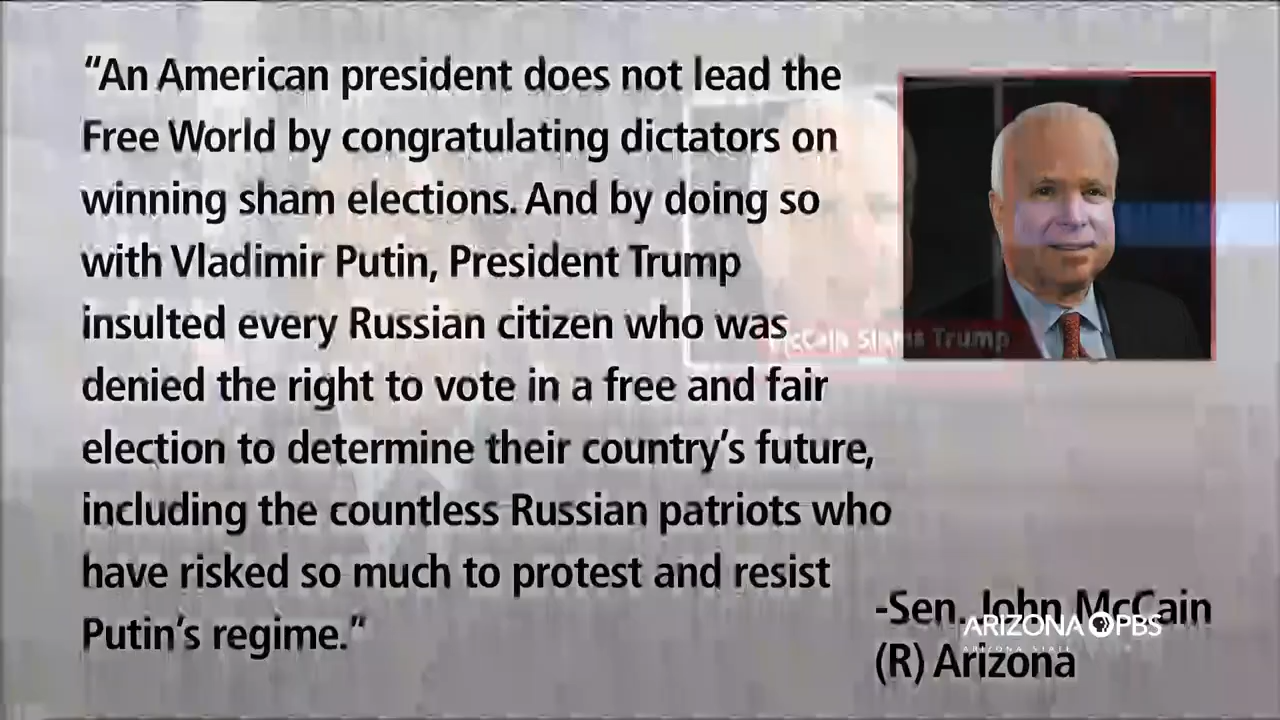 “An American president does not lead the
Free World by congratulating dictators on
winning sham elections. And by doing so
with Vladimir Putin, President Trump
insulted every Russian citizen who was
denied the right to vote in a free and fair
election to determine their country’s future,
including the countless Russian patriots who
have risked so much to protest and resist
Putin’s regime.”
McCain Slams Trump
-Sen. John McCain
(R) Arizona
ARIZONA PBS
ARIZONA STATE